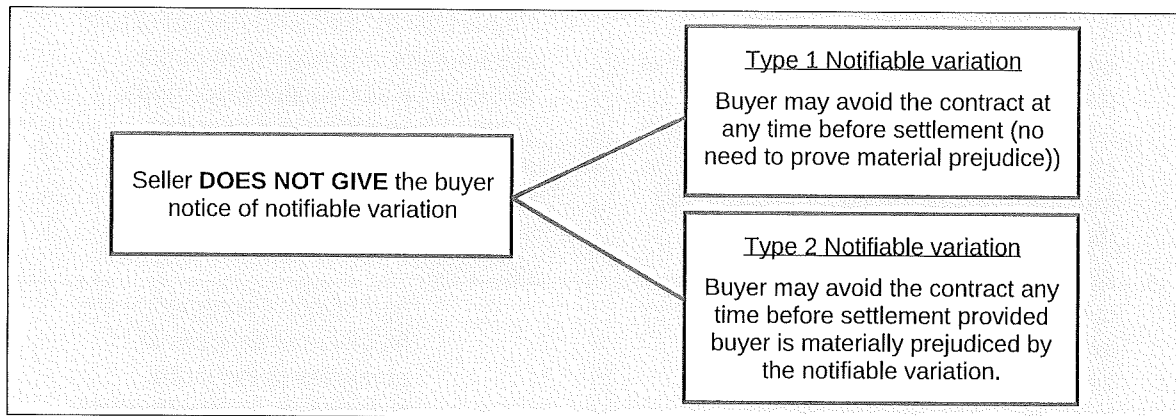 Seller DOES NOT GIVE the buyer
notice of notifiable variation
Type 1 Notifiable variation
Buyer may avoid the contract at
any time before settlement (no
need to prove material prejudice))
Type 2 Notifiable variation
Buyer may avoid the contract any
time before settlement provided
buyer is materially prejudiced by
the notifiable variation.